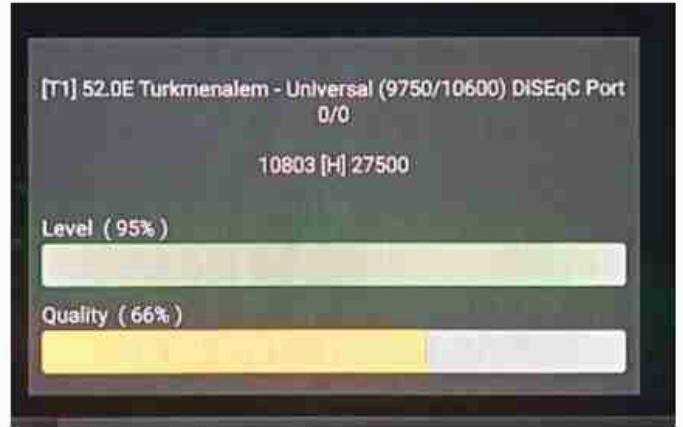 [T1] 52.0E Turkmenalem - Universal (9750/10600) DiSEqC Port
0/0
10803 [H] 27500
Level ( 95% )
Quality ( 66% )